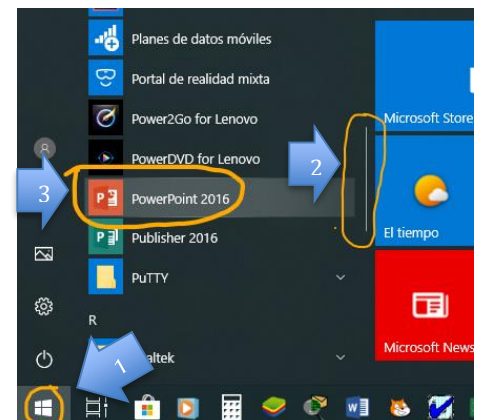 Planes de datos móviles
Portal de realidad mixta
Power2Go for Lenovo
Microsoft Store
PowerDVD for Lenovo
2
3
PowerPoint 2016
El tiempo
Publisher 2016
PuTTY
R
1
Microsoft News